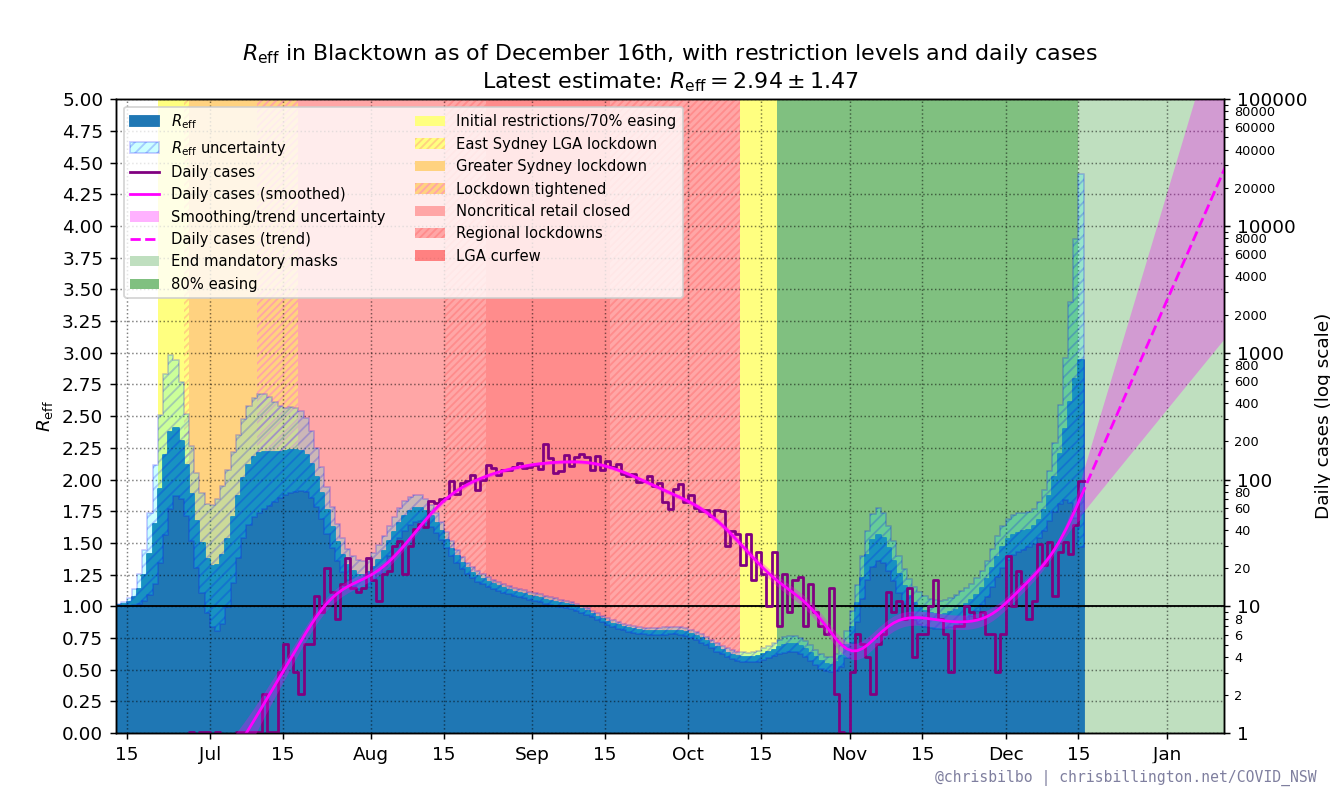 R_eff in Blacktown as of December 16th, with restriction levels and daily cases
Latest estimate: R_eff = 2.94 ± 1.47
R_eff
R_eff uncertainty
Daily cases
Daily cases (smoothed)
Smoothing/trend uncertainty
Daily cases (trend)
End mandatory masks
80% easing
Initial restrictions/70% easing
East Sydney LGA lockdown
Greater Sydney lockdown
Lockdown tightened
Noncritical retail closed
Regional lockdowns
LGA curfew
R_eff
5.00
4.75
4.50
4.25
4.00
3.75
3.50
3.25
3.00
2.75
2.50
2.25
2.00
1.75
1.50
1.25
1.00
0.75
0.50
0.25
0.00
15 Jul 15 Aug 15 Sep 15 Oct 15 Nov 15 Dec 15 Jan
100000
80000
60000
40000
20000
10000
8000
6000
4000
2000
1000
800
600
400
200
100
80
60
40
20
10
8
6
4
2
1
Daily cases (log scale)
@chrisbilbo | chrisbillington.net/COVID_NSW